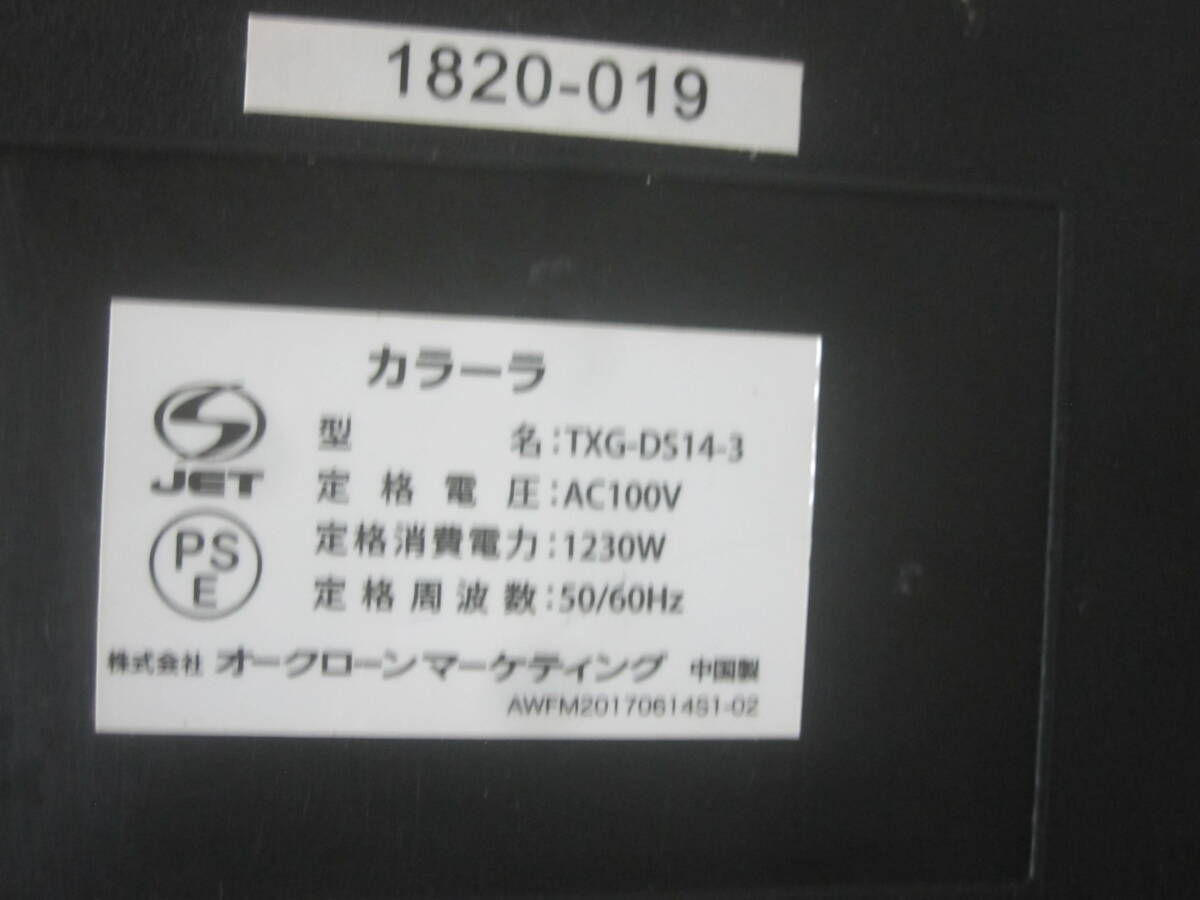 1820-019
カラーラ
JET
PS
E
型 名:TXG-DS14-3
定格電圧:AC100V
定格消費電力:1230W
定格周波数:50/60Hz
株式会社 オークローンマーケティング 中国製
AWFM20170614S1-02